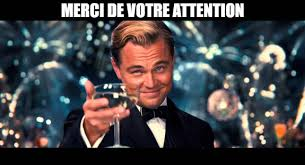 MERCI DE VOTRE ATTENTION